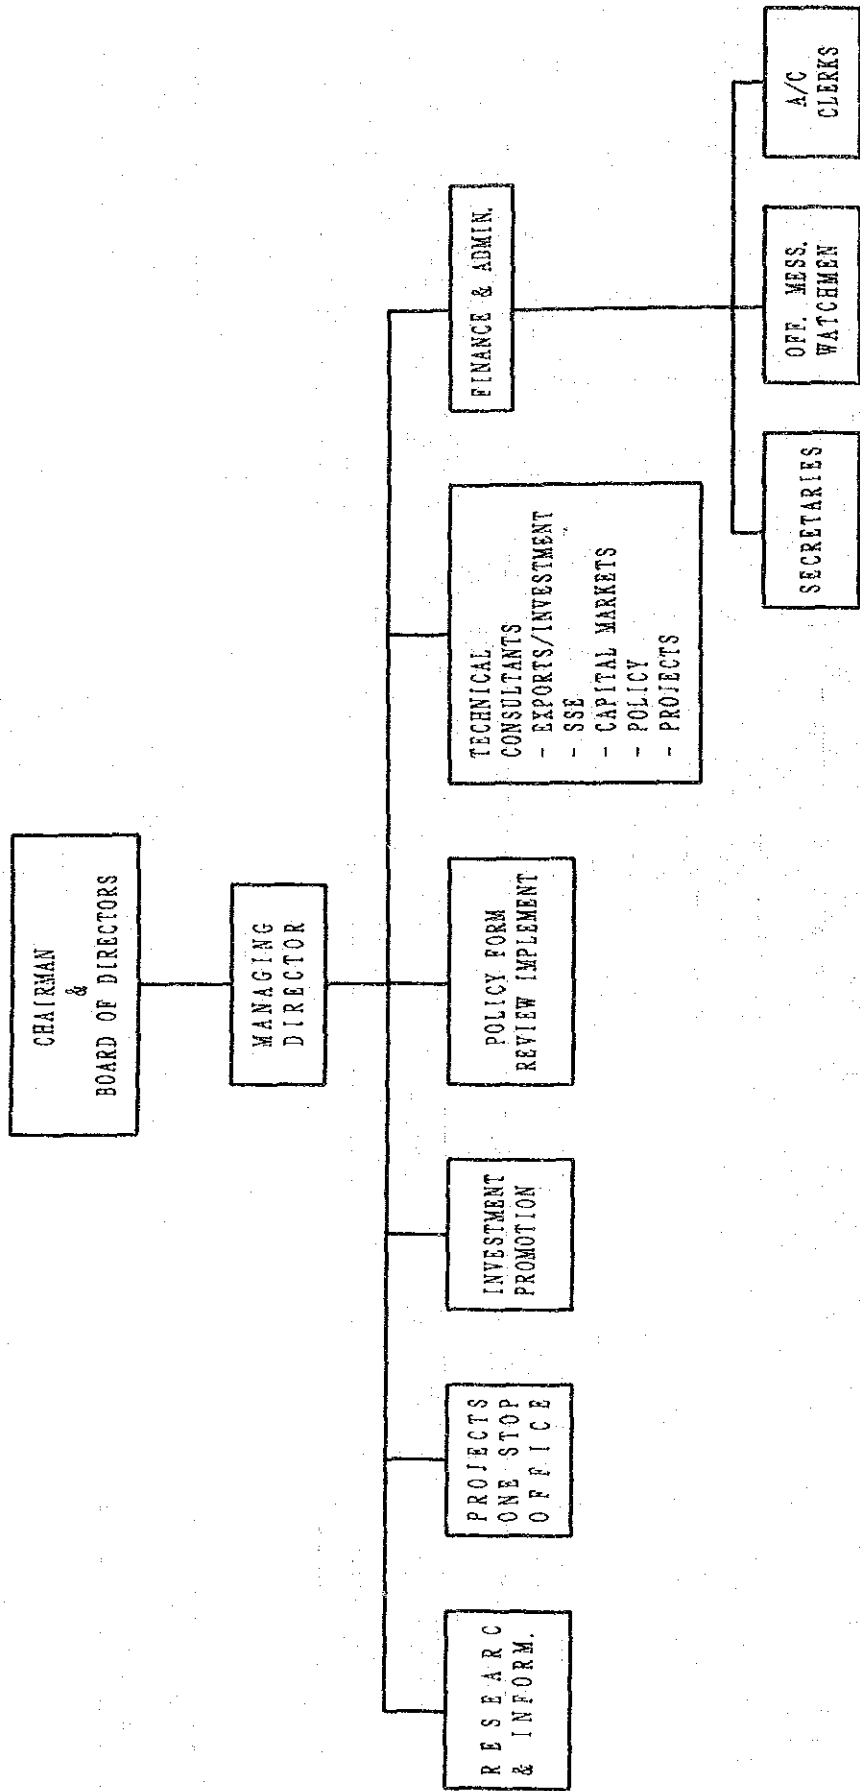 CHAIRMAN
&
BOARD OF DIRECTORS
MANAGING
DIRECTOR
RESEARC
& INFORM.
PROJECTS
ONE STOP
OFFICE
INVESTMENT
PROMOTION
POLICY FORM
REVIEW IMPLEMENT
TECHNICAL
CONSULTANTS
- EXPORTS/INVESTMENT
- SSE
- CAPITAL MARKETS
- POLICY
- PROJECTS
FINANCE & ADMIN.
SECRETARIES
OFF. MESS.
WATCHMEN
A/C
CLERKS